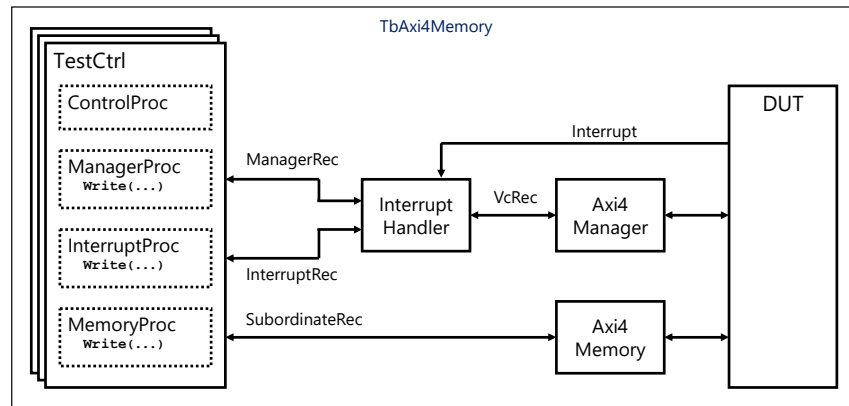 TbAxi4Memory
TestCtrl
ControlProc
ManagerProc
Write(...)
InterruptProc
Write(...)
MemoryProc
Write(...)
ManagerRec
InterruptRec
SubordinateRec
Interrupt
Handler
VcRec
Interrupt
Axi4
Manager
Axi4
Memory
DUT